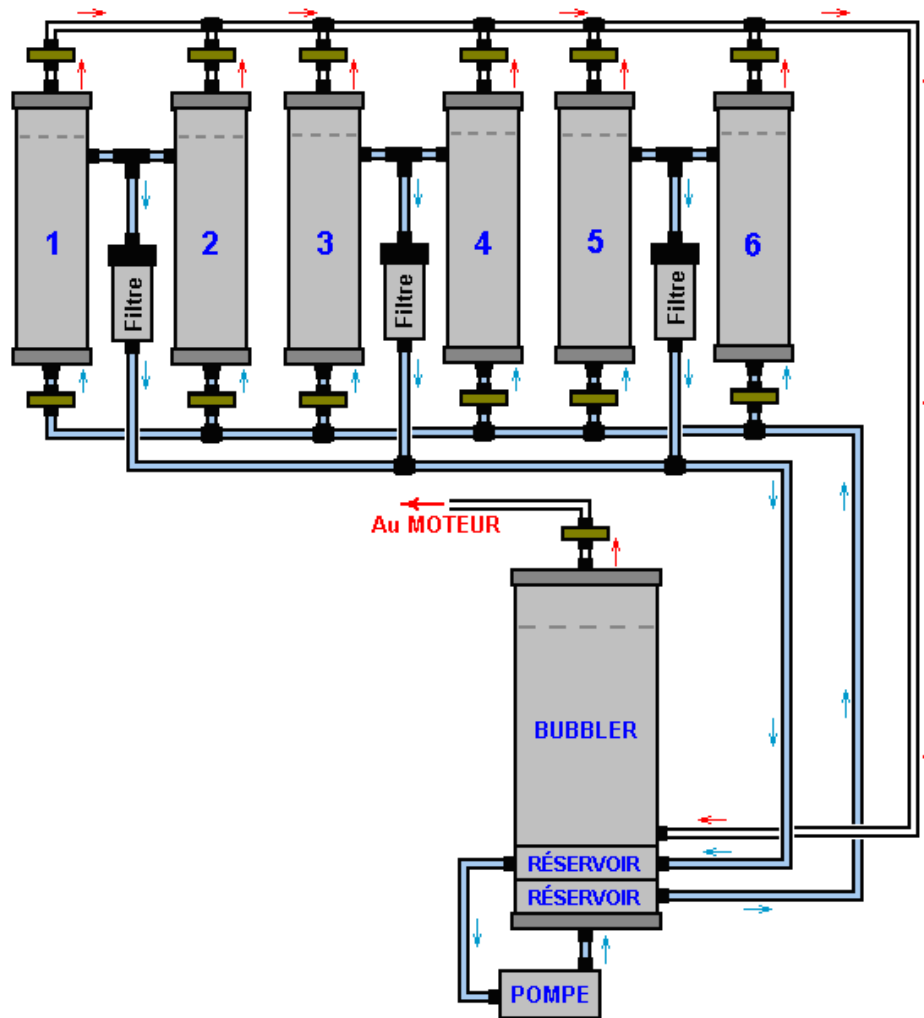 1
2
3
4
5
6
Filtre
Filtre
Filtre
Au MOTEUR
BUBBLER
RÉSERVOIR
RÉSERVOIR
POMPE